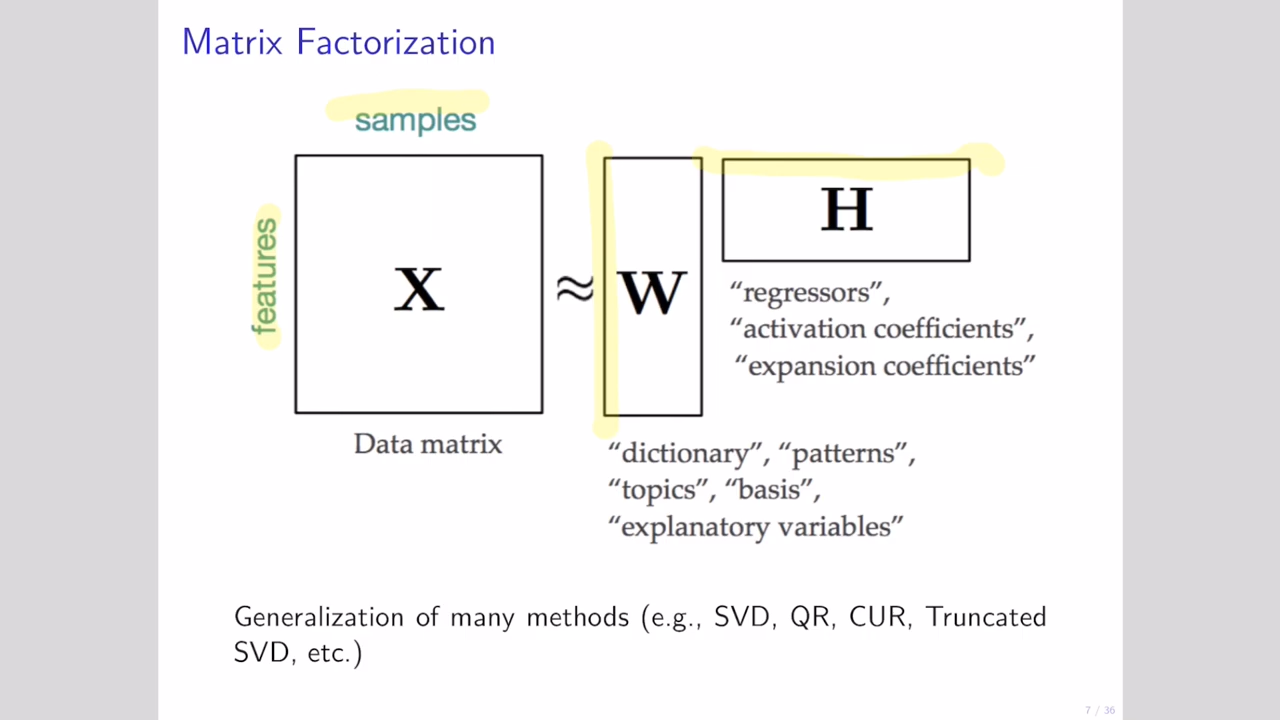 Matrix Factorization
samples
features
X
≈
W
H
“regressors”,
“activation coefficients”,
“expansion coefficients”
Data matrix
“dictionary”, “patterns”,
“topics”, “basis”,
“explanatory variables”
Generalization of many methods (e.g., SVD, QR, CUR, Truncated
SVD, etc.)
7 / 36